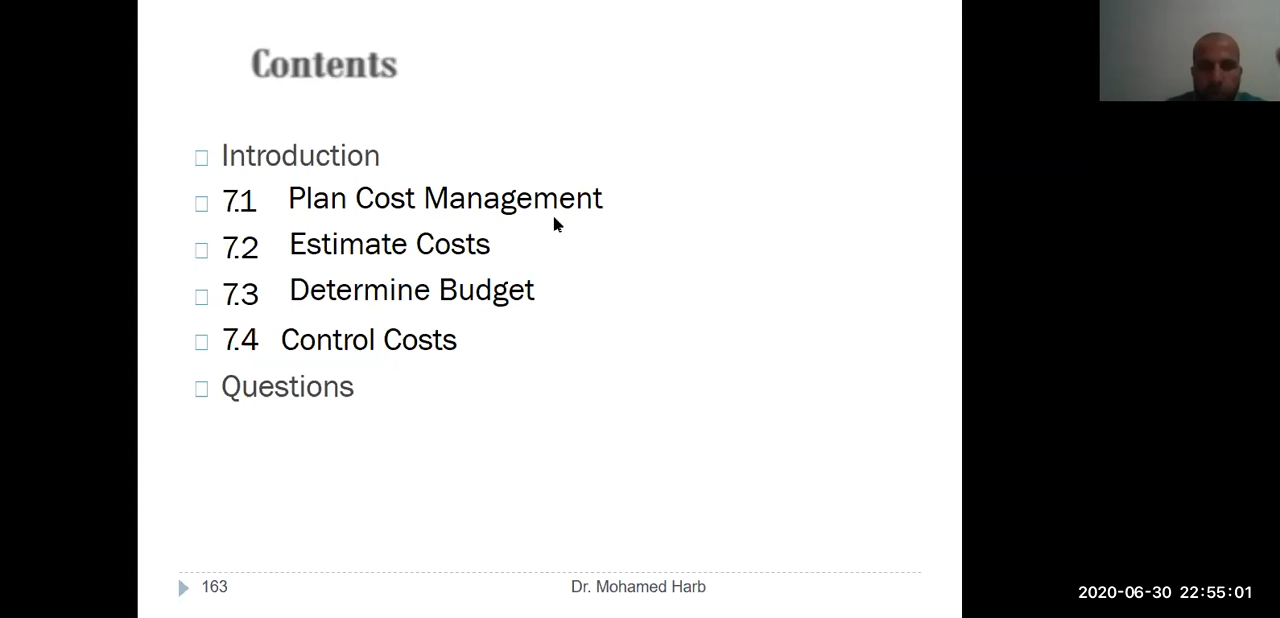 Contents
Introduction
7.1 Plan Cost Management
7.2 Estimate Costs
7.3 Determine Budget
7.4 Control Costs
Questions
163 Dr. Mohamed Harb
2020-06-30 22:55:01